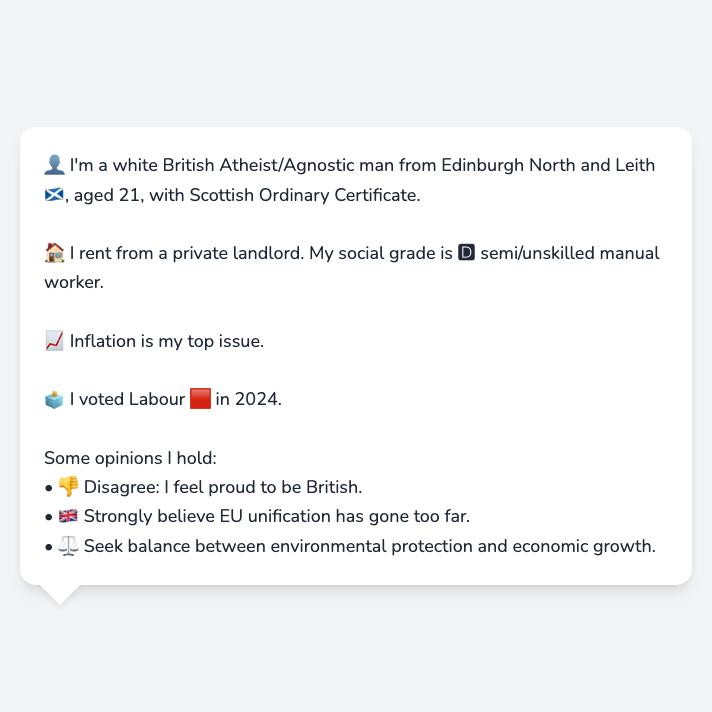 👤 I'm a white British Atheist/Agnostic man from Edinburgh North and Leith
🏴󠁧󠁢󠁳󠁣󠁴󠁿, aged 21, with Scottish Ordinary Certificate.
🏠 I rent from a private landlord. My social grade is 🅳 semi/unskilled manual
worker.
📈 Inflation is my top issue.
🗳️ I voted Labour 🟥 in 2024.
Some opinions I hold:
• 👎 Disagree: I feel proud to be British.
• 🇬🇧 Strongly believe EU unification has gone too far.
• ⚖️ Seek balance between environmental protection and economic growth.